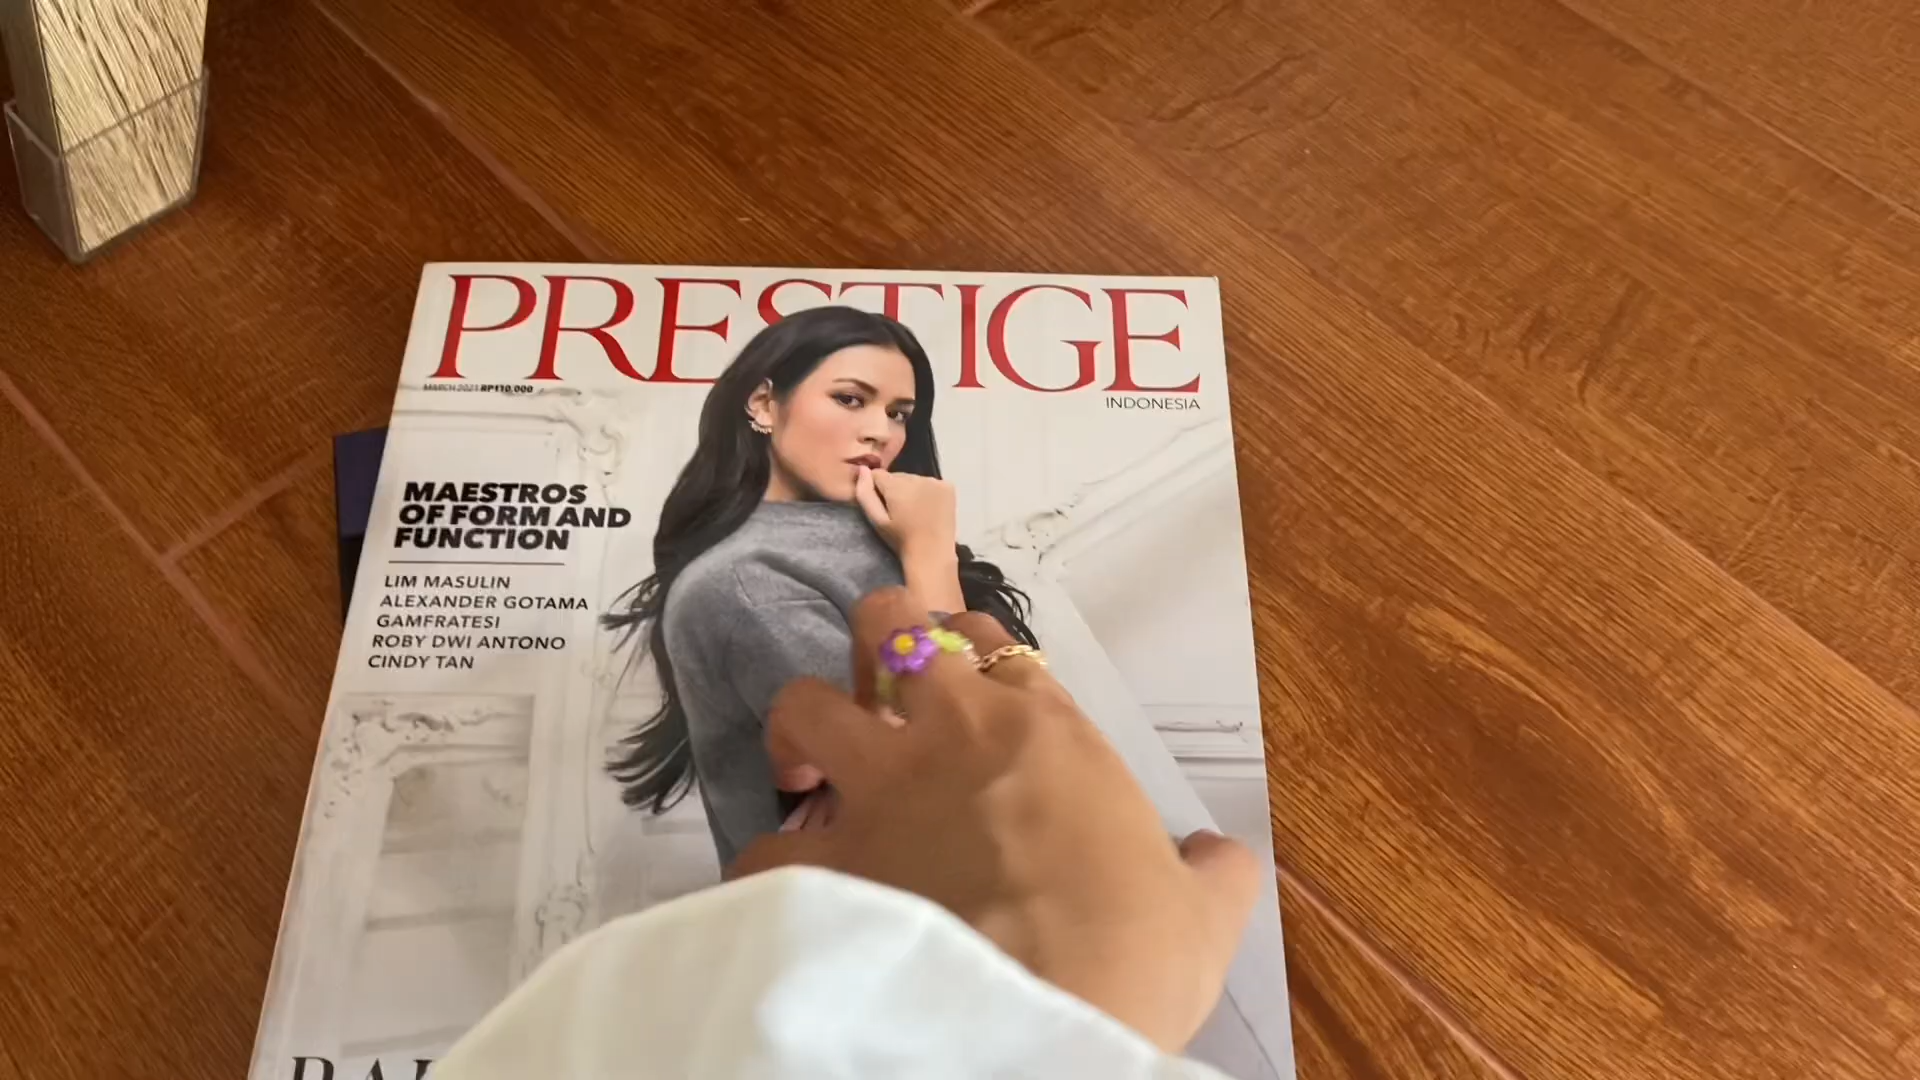 PRESTIGE
MARCH 2021 RP110.000
INDONESIA
MAESTROS
OF FORM AND
FUNCTION
LIM MASULIN
ALEXANDER GOTAMA
GAMFRATESI
ROBY DWI ANTONO
CINDY TAN